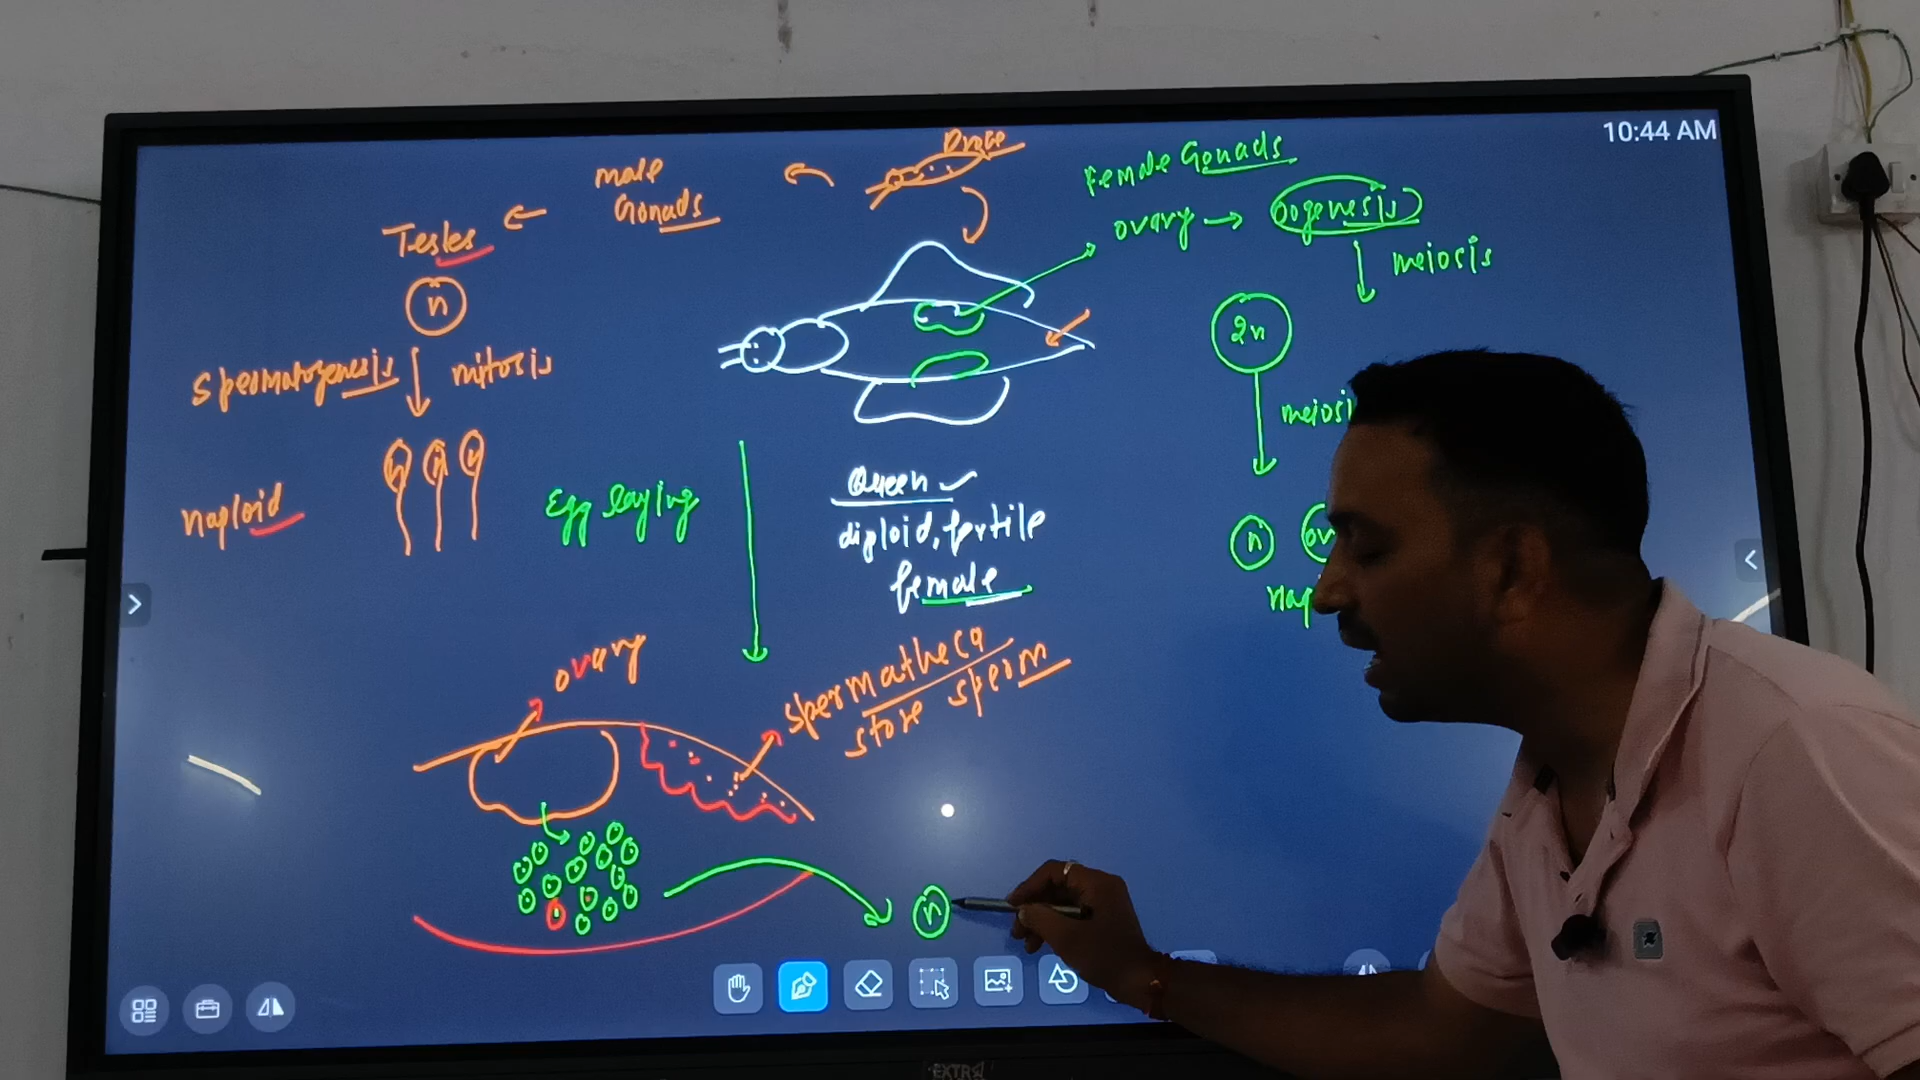 10:44 AM
Drone
male
Gonads
Testes
n
Spermatogenesis
mitosis
n n n
haploid
Female Gonads
ovary → oogenesis
meiosis
2n
n
Queen ✓
diploid, fertile
female
Egg laying
ovary
spermatheca
store sperm
n